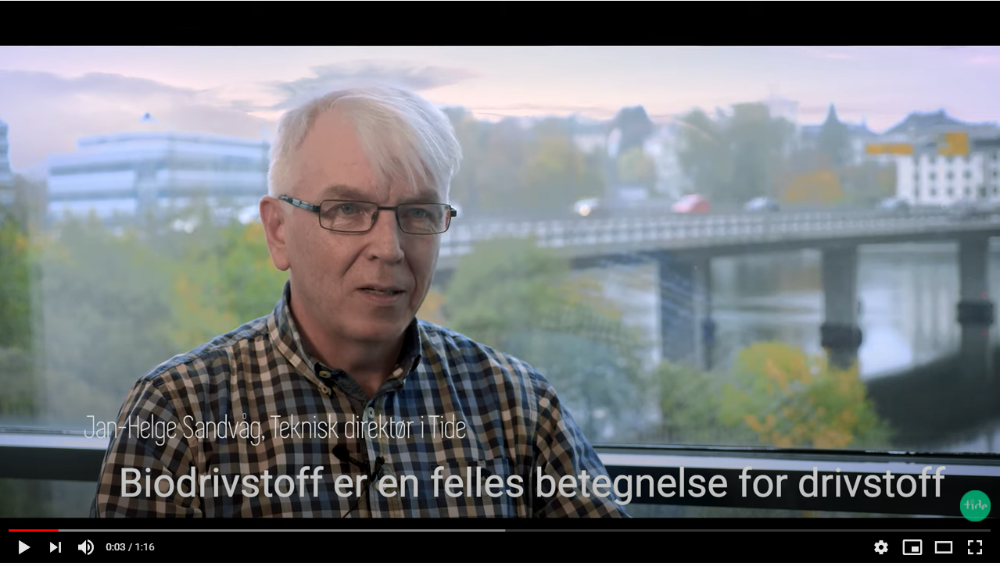 Jan-Helge Sandvåg, Teknisk direktør i Tide
Biodrivstoff er en felles betegnelse for drivstoff
tide
0:03 / 1:16